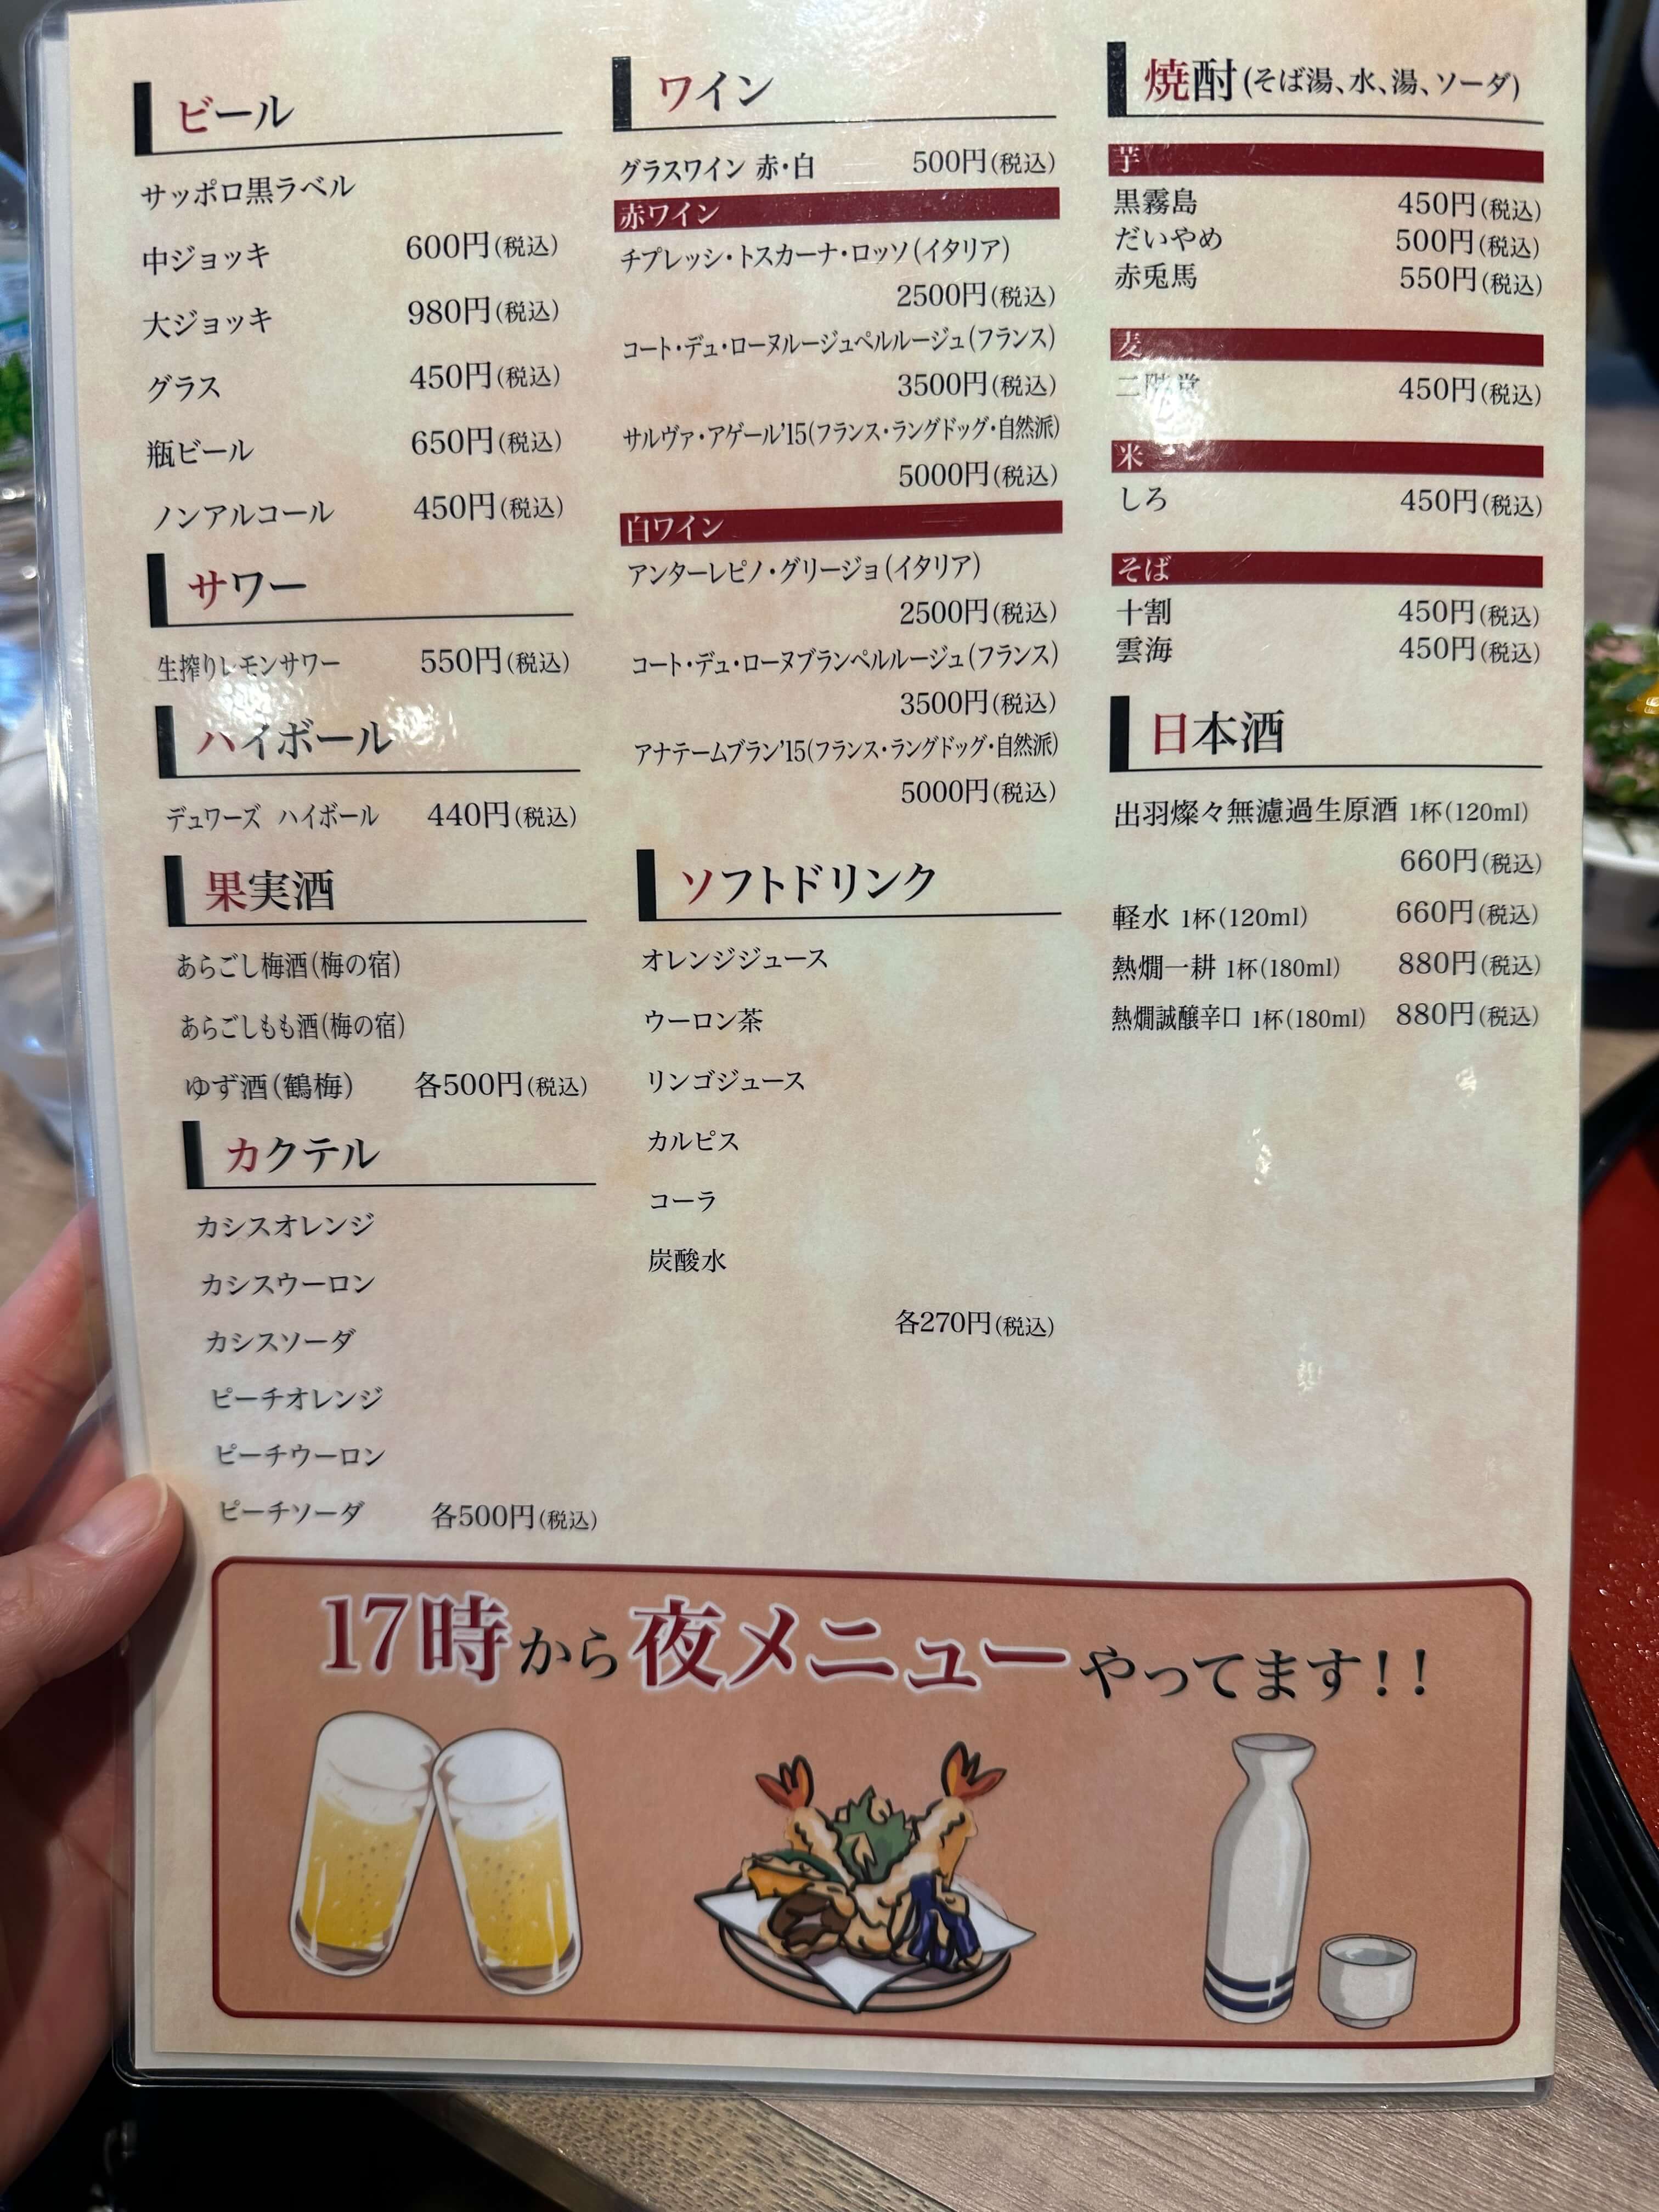 ビール
サッポロ黒ラベル
中ジョッキ 600円(税込)
大ジョッキ 980円(税込)
グラス 450円(税込)
瓶ビール 650円(税込)
ノンアルコール 450円(税込)
サワー
生搾りレモンサワー 550円(税込)
ハイボール
デュワーズ ハイボール 440円(税込)
果実酒
あらごし梅酒(梅の宿)
あらごしもも酒(梅の宿)
ゆず酒(鶴梅) 各500円(税込)
カクテル
カシスオレンジ
カシスウーロン
カシスソーダ
ピーチオレンジ
ピーチウーロン
ピーチソーダ 各500円(税込)
ワイン
グラスワイン 赤・白 500円(税込)
赤ワイン
チプレッシ・トスカーナ・ロッソ(イタリア)
2500円(税込)
コート・デュ・ローヌルージュペルルージュ(フランス)
3500円(税込)
サルヴァ・アゲール'15(フランス・ラングドッグ・自然派)
5000円(税込)
白ワイン
アンターレピノ・グリージョ(イタリア)
2500円(税込)
コート・デュ・ローヌブランペルルージュ(フランス)
3500円(税込)
アナテームブラン'15(フランス・ラングドッグ・自然派)
5000円(税込)
ソフトドリンク
オレンジジュース
ウーロン茶
リンゴジュース
カルピス
コーラ
炭酸水
各270円(税込)
焼酎(そば湯、水、湯、ソーダ)
芋
黒霧島 450円(税込)
だいやめ 500円(税込)
赤兎馬 550円(税込)
麦
二階堂 450円(税込)
米
しろ 450円(税込)
そば
十割 450円(税込)
雲海 450円(税込)
日本酒
出羽燦々無濾過生原酒 1杯(120ml)
660円(税込)
軽水 1杯(120ml) 660円(税込)
熱燗一耕 1杯(180ml) 880円(税込)
熱燗誠醸辛口 1杯(180ml) 880円(税込)
17時から夜メニューやってます!!